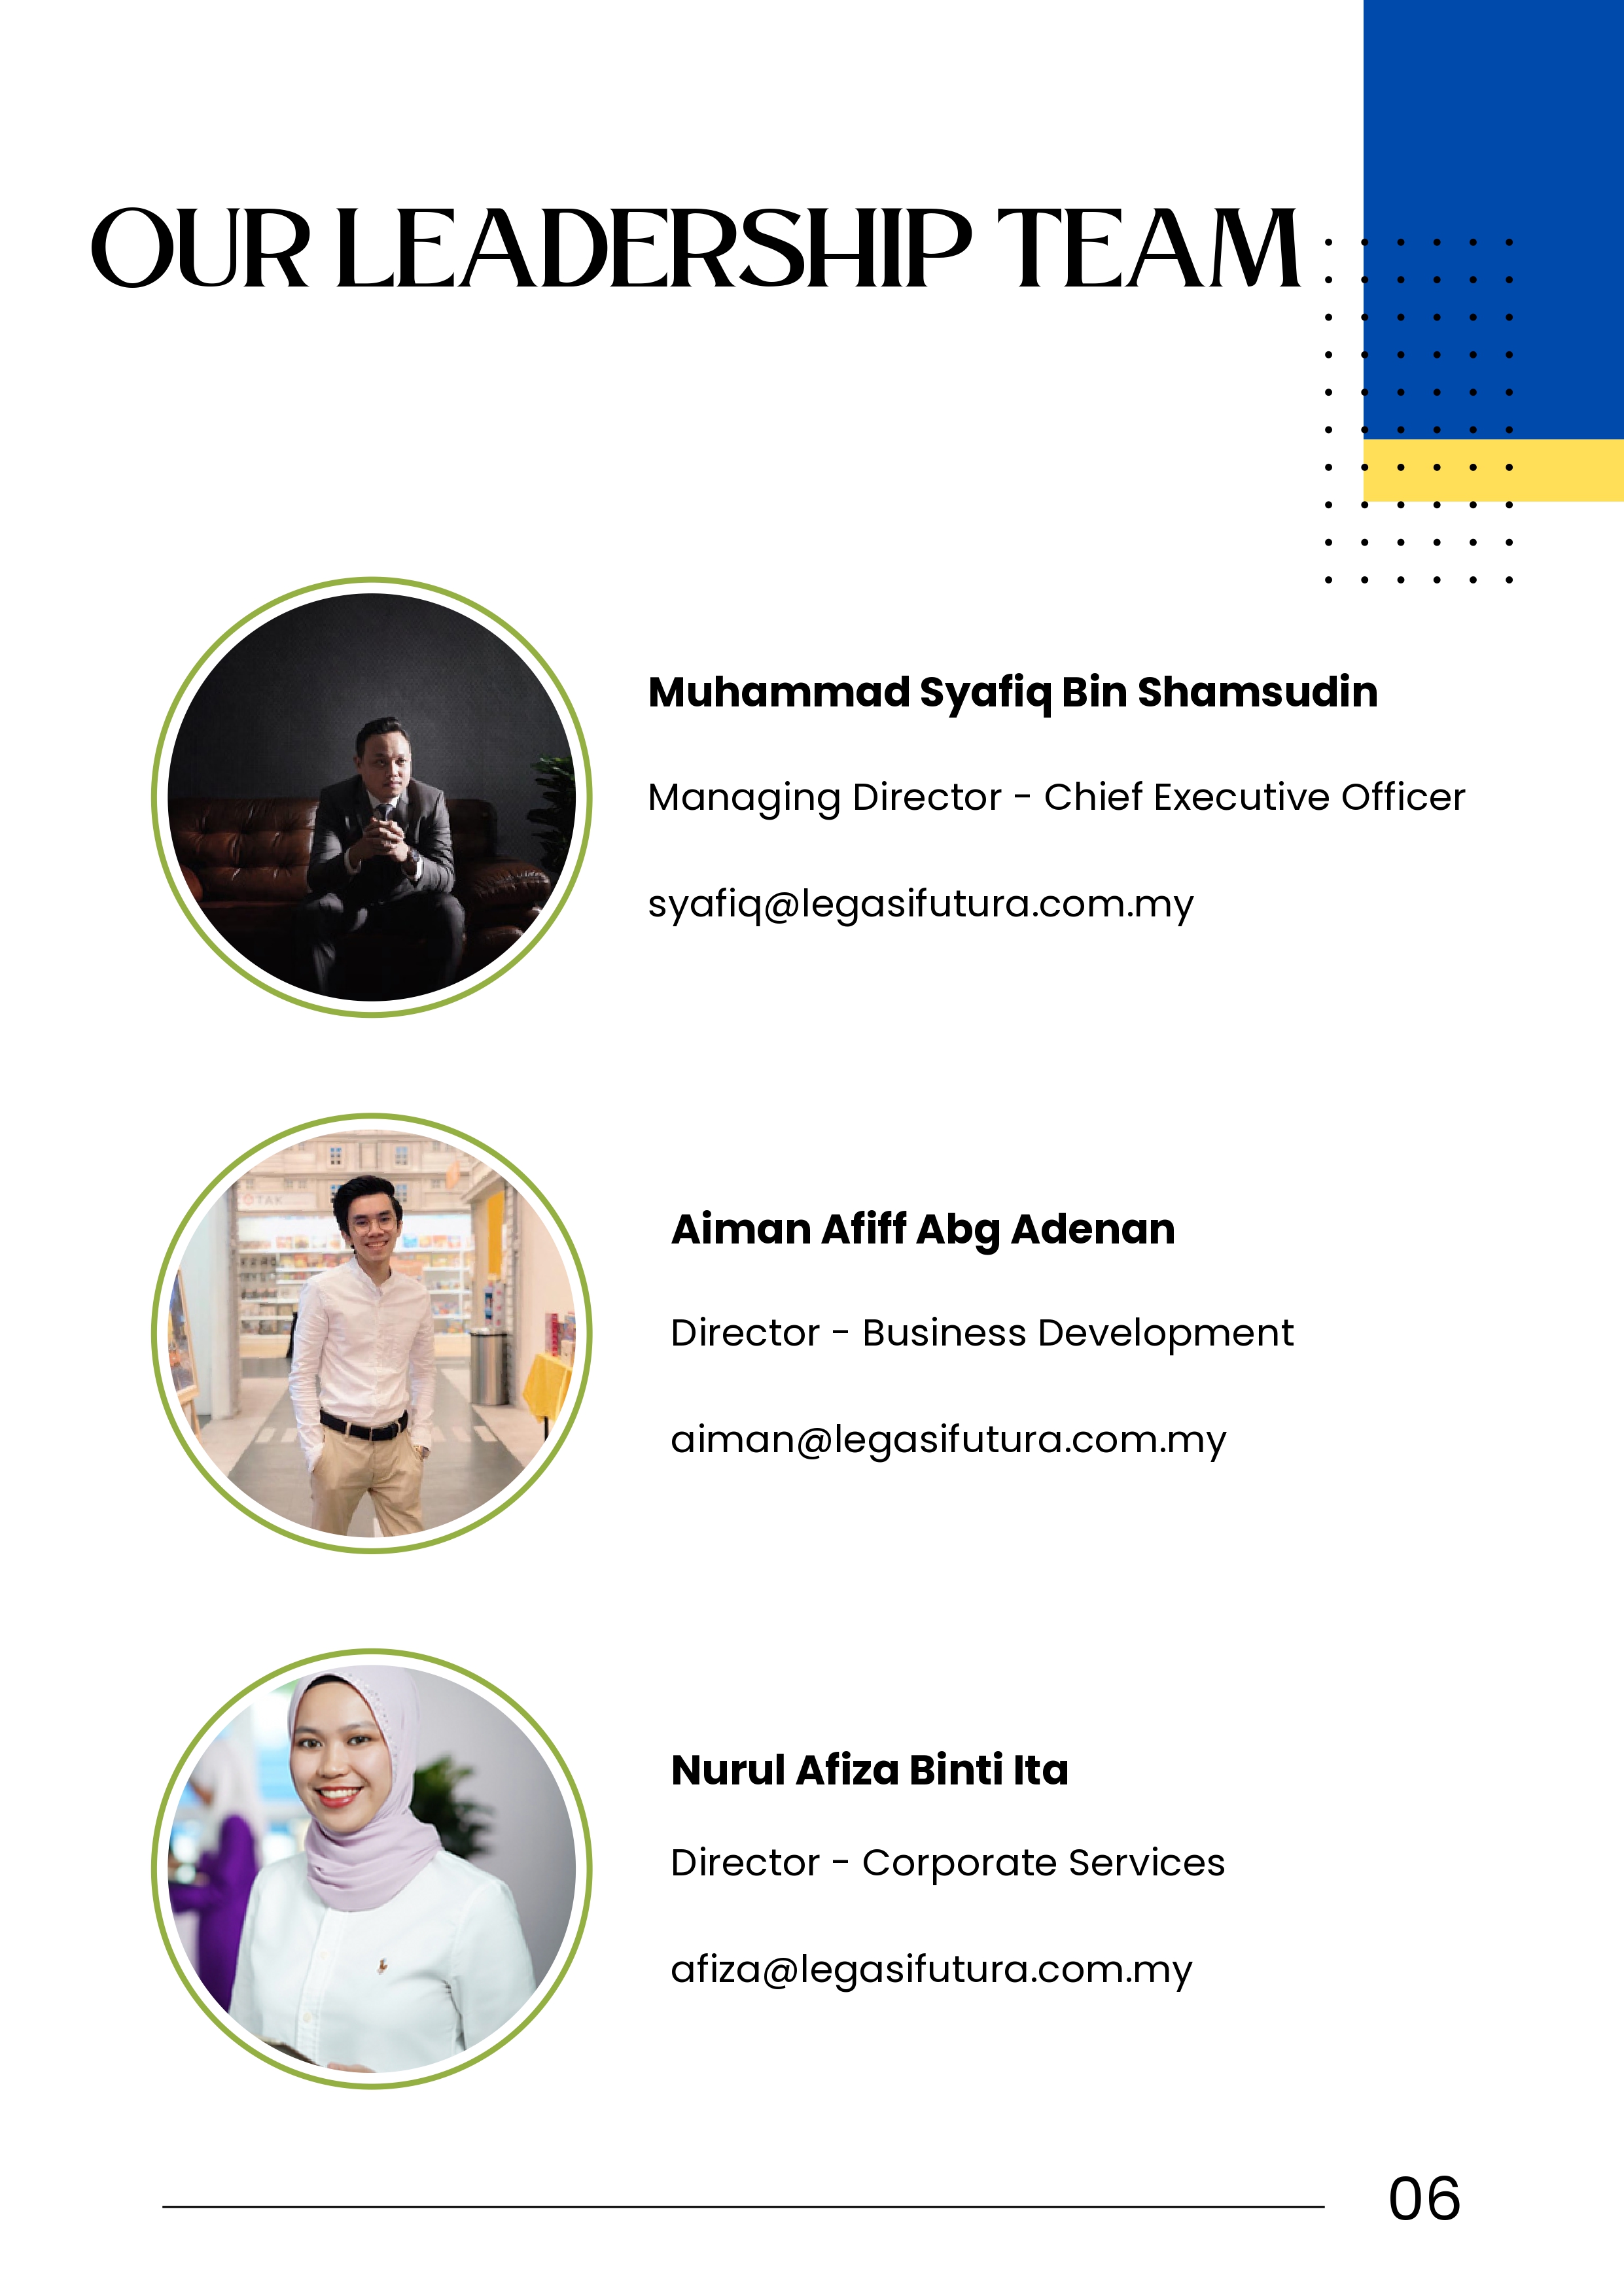 OUR LEADERSHIP TEAM
Muhammad Syafiq Bin Shamsudin
Managing Director - Chief Executive Officer
syafiq@legasifutura.com.my
TAK
Aiman Afiff Abg Adenan
Director - Business Development
aiman@legasifutura.com.my
Nurul Afiza Binti Ita
Director - Corporate Services
afiza@legasifutura.com.my
06